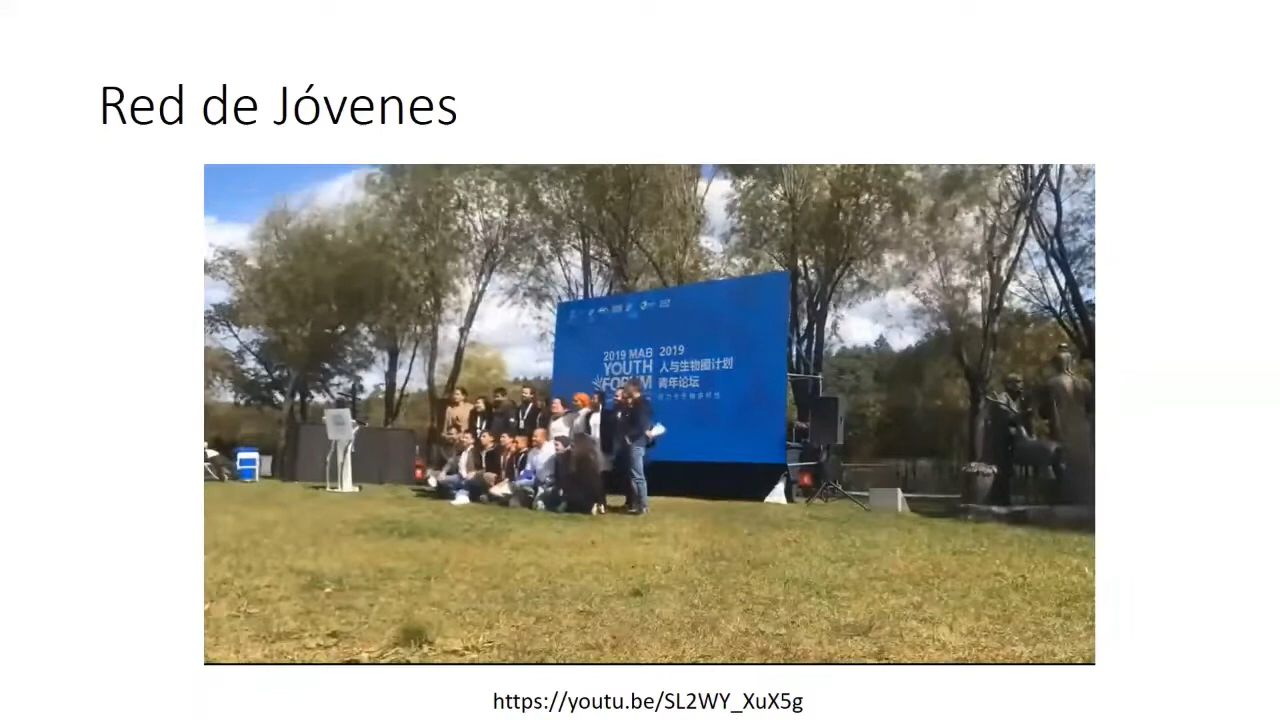 Red de Jóvenes
2019 MAB
YOUTH
FORUM
2019
人与生物圈计划
青年论坛
https://youtu.be/SL2WY_XuX5g